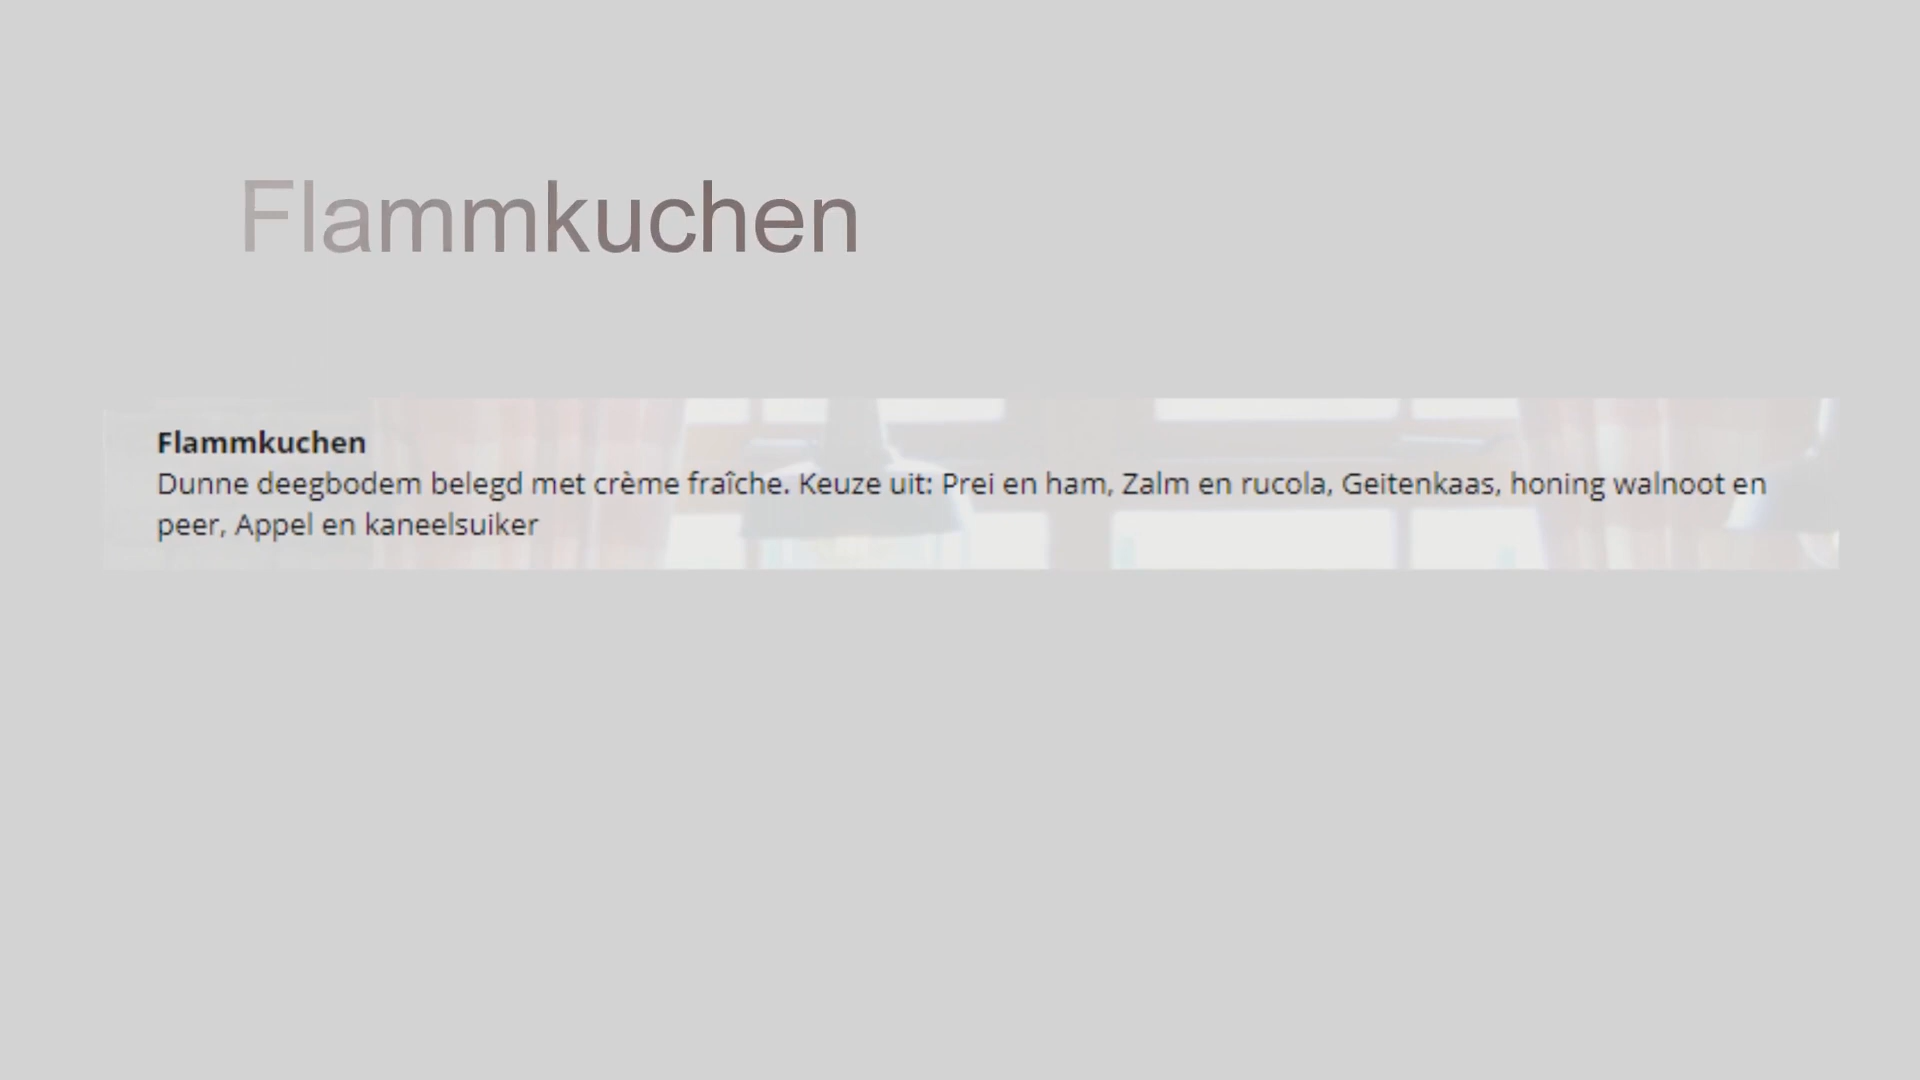 Flammkuchen
Flammkuchen
Dunne deegbodem belegd met crème fraîche. Keuze uit: Prei en ham, Zalm en rucola, Geitenkaas, honing walnoot en
peer, Appel en kaneelsuiker